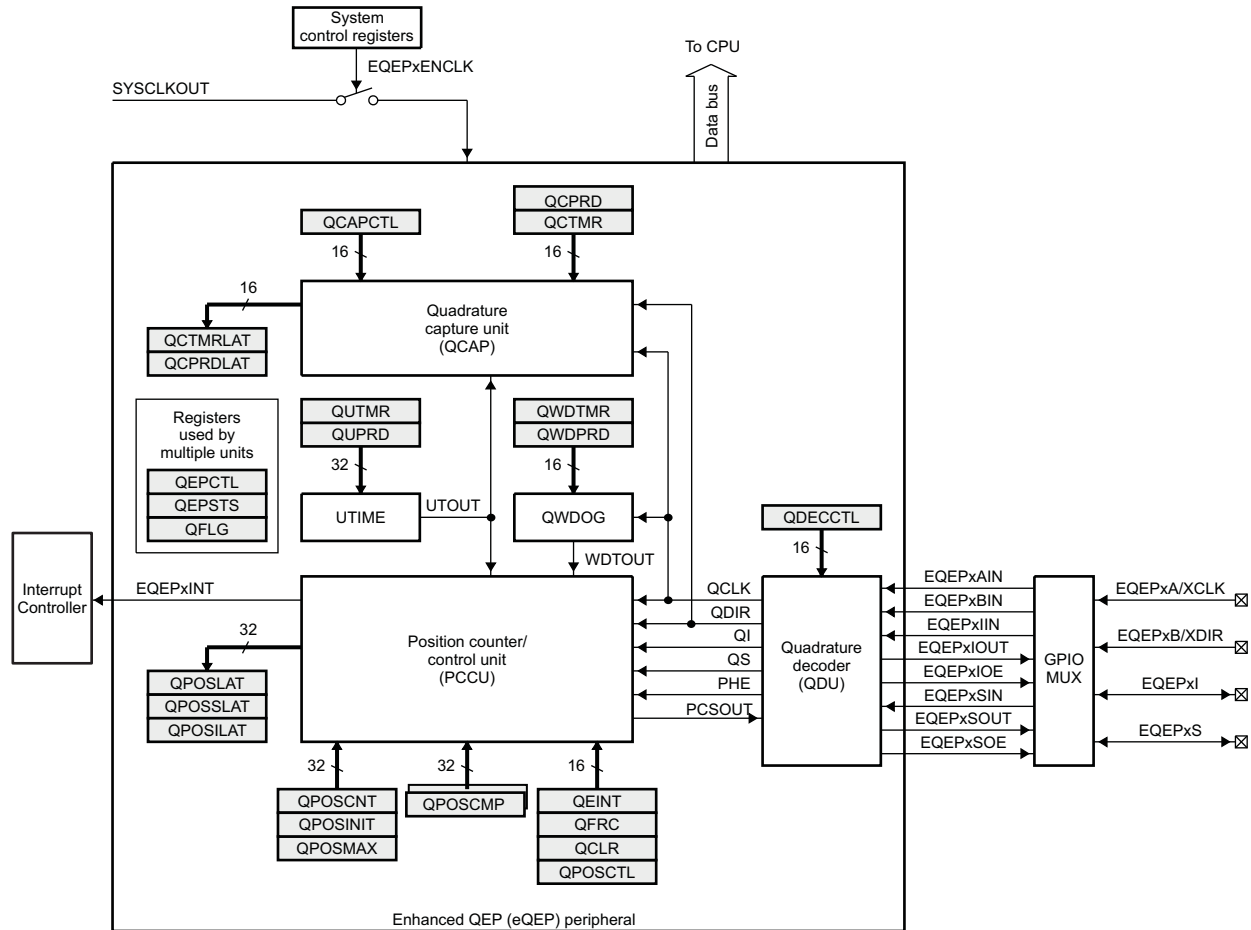 System
control registers
To CPU
EQEPxENCLK
SYSCLKOUT
Data bus
QCPRD
QCAPCTL
QCTMR
16
16
16
Quadrature
capture unit
(QCAP)
QCTMRLAT
QCPRDLAT
Registers
used by
multiple units
QEPCTL
QEPSTS
QFLG
QUTMR
QUPRD
32
QWDTMR
QWDPRD
16
UTIME
UTOUT
QWDOG
WDTOUT
QDECCTL
16
Interrupt
Controller
EQEPxINT
32
Position counter/
control unit
(PCCU)
QCLK
QDIR
QI
QS
PHE
PCSOUT
Quadrature
decoder
(QDU)
EQEPxAIN
EQEPxBIN
EQEPxIIN
EQEPxIOUT
EQEPxIOE
EQEPxSIN
EQEPxSOUT
EQEPxSOE
GPIO
MUX
EQEPxA/XCLK
EQEPxB/XDIR
EQEPxI
EQEPxS
QPOSLAT
QPOSSLAT
QPOSILAT
32
32
16
QPOSCNT
QPOSINIT
QPOSMAX
QPOSCMP
QEINT
QFRC
QCLR
QPOSCTL
Enhanced QEP (eQEP) peripheral